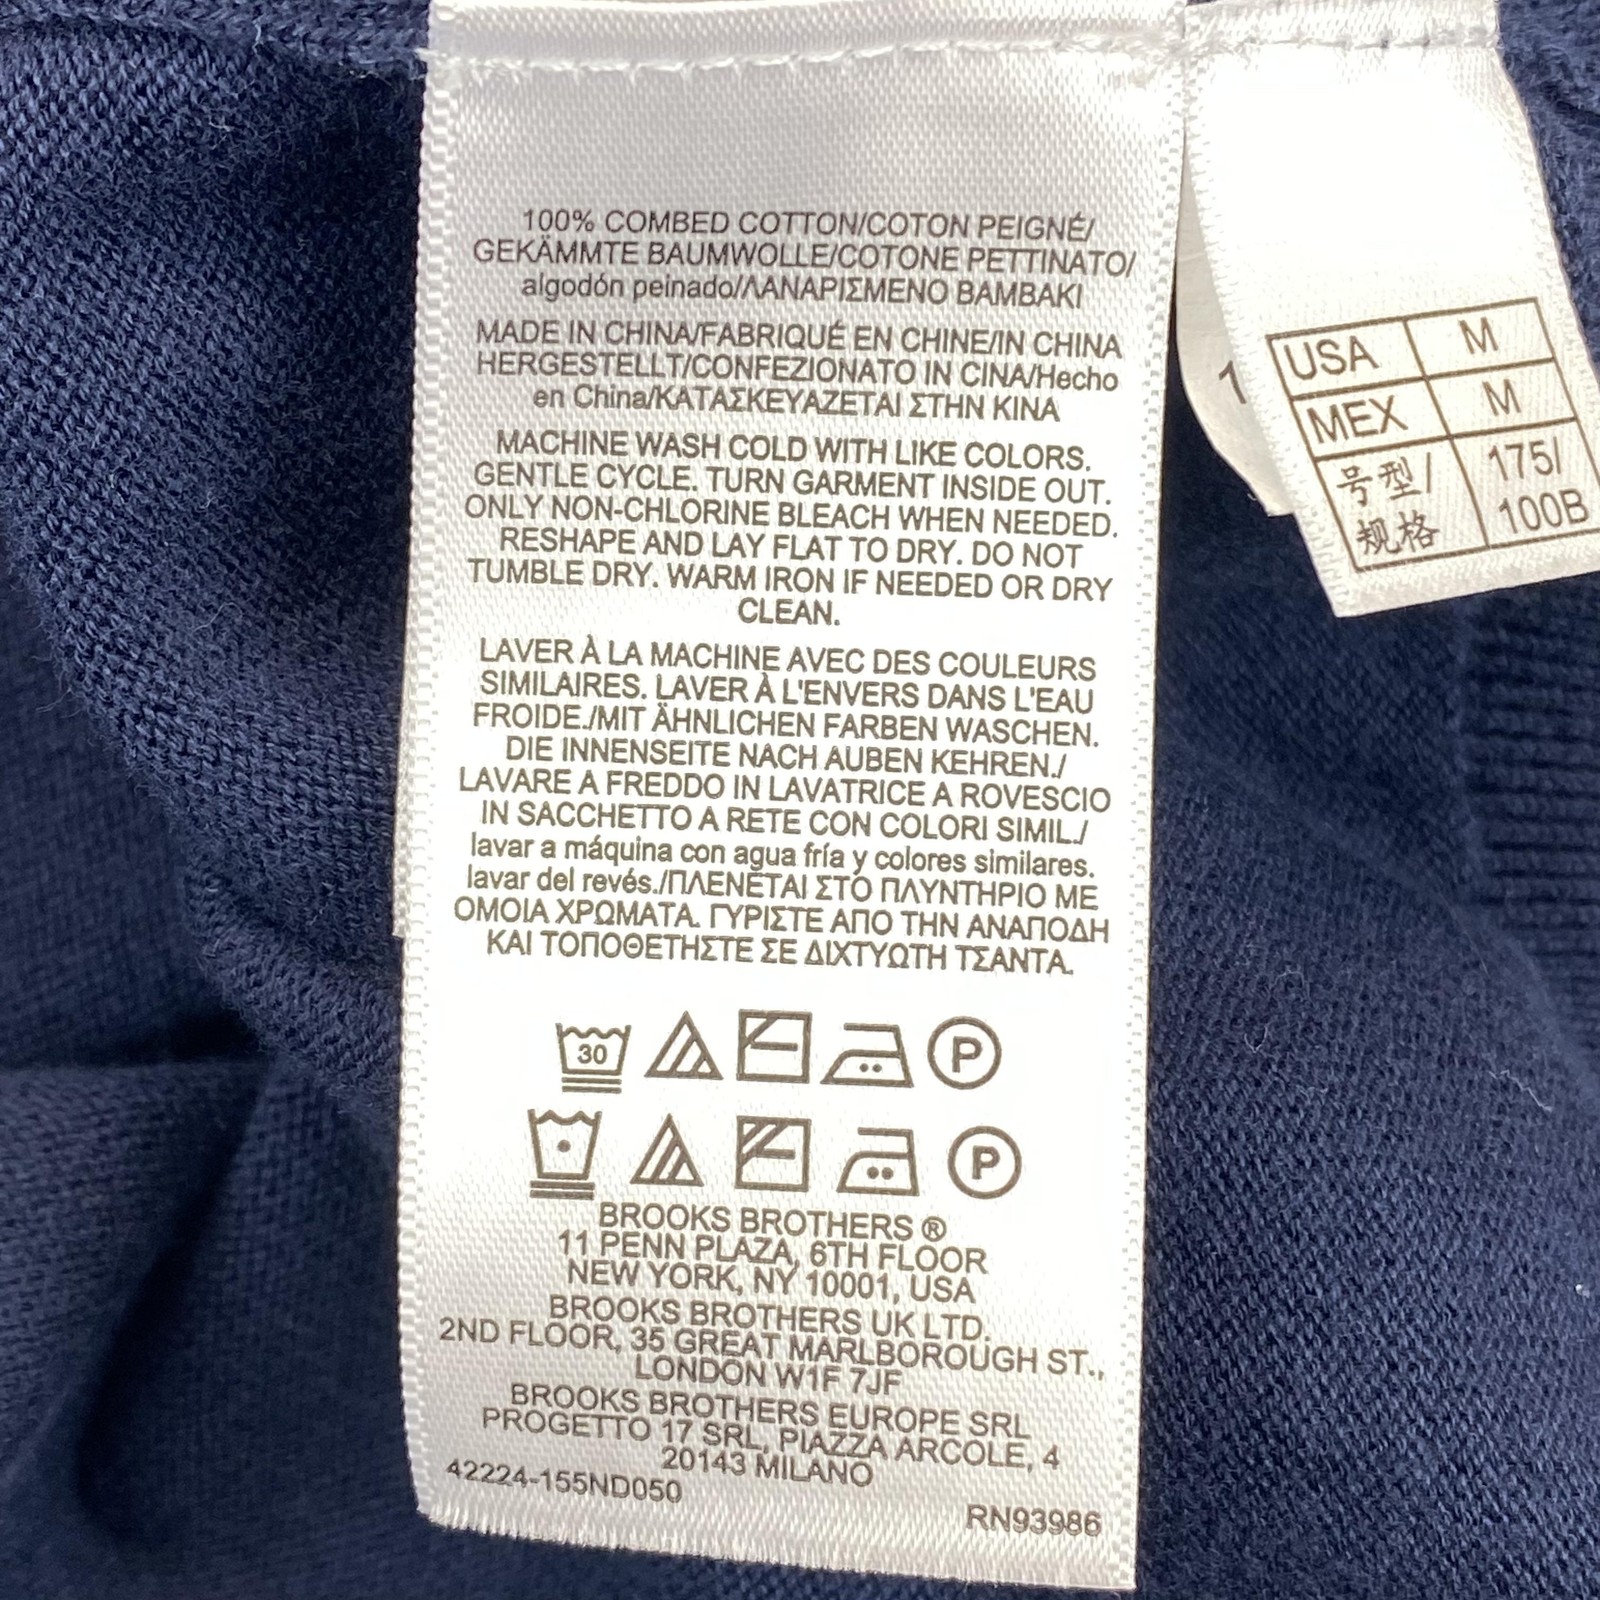 100% COMBED COTTON/COTON PEIGNÉ/
GEKÄMMTE BAUMWOLLE/COTONE PETTINATO/
algodón peinado/ΛΑΝΑΡΙΣΜΕΝΟ ΒΑΜΒΑΚΙ
MADE IN CHINA/FABRIQUÉ EN CHINE/IN CHINA
HERGESTELLT/CONFEZIONATO IN CINA/Hecho
en China/ΚΑΤΑΣΚΕΥΑΖΕΤΑΙ ΣΤΗΝ ΚΙΝΑ
MACHINE WASH COLD WITH LIKE COLORS.
GENTLE CYCLE. TURN GARMENT INSIDE OUT.
ONLY NON-CHLORINE BLEACH WHEN NEEDED.
RESHAPE AND LAY FLAT TO DRY. DO NOT
TUMBLE DRY. WARM IRON IF NEEDED OR DRY
CLEAN.
LAVER À LA MACHINE AVEC DES COULEURS
SIMILAIRES. LAVER À L'ENVERS DANS L'EAU
FROIDE./MIT ÄHNLICHEN FARBEN WASCHEN.
DIE INNENSEITE NACH AUBEN KEHREN./
LAVARE A FREDDO IN LAVATRICE A ROVESCIO
IN SACCHETTO A RETE CON COLORI SIMIL./
lavar a máquina con agua fría y colores similares.
lavar del revés./ΠΛΕΝΕΤΑΙ ΣΤΟ ΠΛΥΝΤΗΡΙΟ ΜΕ
ΟΜΟΙΑ ΧΡΩΜΑΤΑ. ΓΥΡΙΣΤΕ ΑΠΟ ΤΗΝ ΑΝΑΠΟΔΗ
ΚΑΙ ΤΟΠΟΘΕΤΗΣΤΕ ΣΕ ΔΙΧΤΥΩΤΗ ΤΣΑΝΤΑ.
30 P
P
BROOKS BROTHERS ®
11 PENN PLAZA, 6TH FLOOR
NEW YORK, NY 10001, USA
BROOKS BROTHERS UK LTD.
2ND FLOOR, 35 GREAT MARLBOROUGH ST.,
LONDON W1F 7JF
BROOKS BROTHERS EUROPE SRL
PROGETTO 17 SRL, PIAZZA ARCOLE, 4
20143 MILANO
42224-155ND050
RN93986
1
USA M
MEX M
号型/ 175/
规格 100B